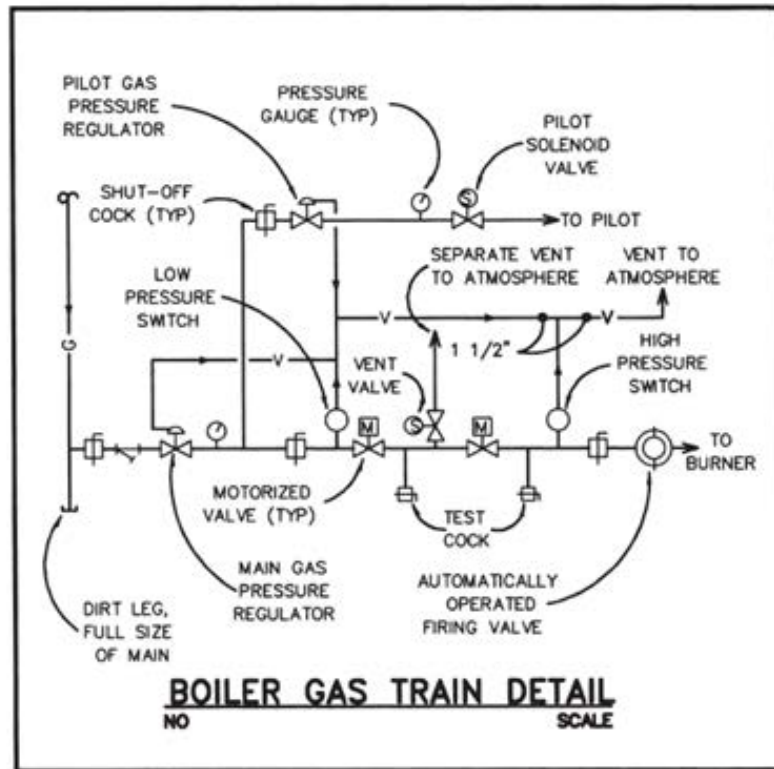 PILOT GAS
PRESSURE
REGULATOR
PRESSURE
GAUGE (TYP)
PILOT
SOLENOID
VALVE
SHUT-OFF
COCK (TYP)
S
TO PILOT
LOW
PRESSURE
SWITCH
SEPARATE VENT
TO ATMOSPHERE
VENT TO
ATMOSPHERE
G
V
V
V
1 1/2"
VENT
VALVE
HIGH
PRESSURE
SWITCH
M
S
M
TO
BURNER
MOTORIZED
VALVE (TYP)
TEST
COCK
MAIN GAS
PRESSURE
REGULATOR
AUTOMATICALLY
OPERATED
FIRING VALVE
DIRT LEG,
FULL SIZE
OF MAIN
BOILER GAS TRAIN DETAIL
NO SCALE